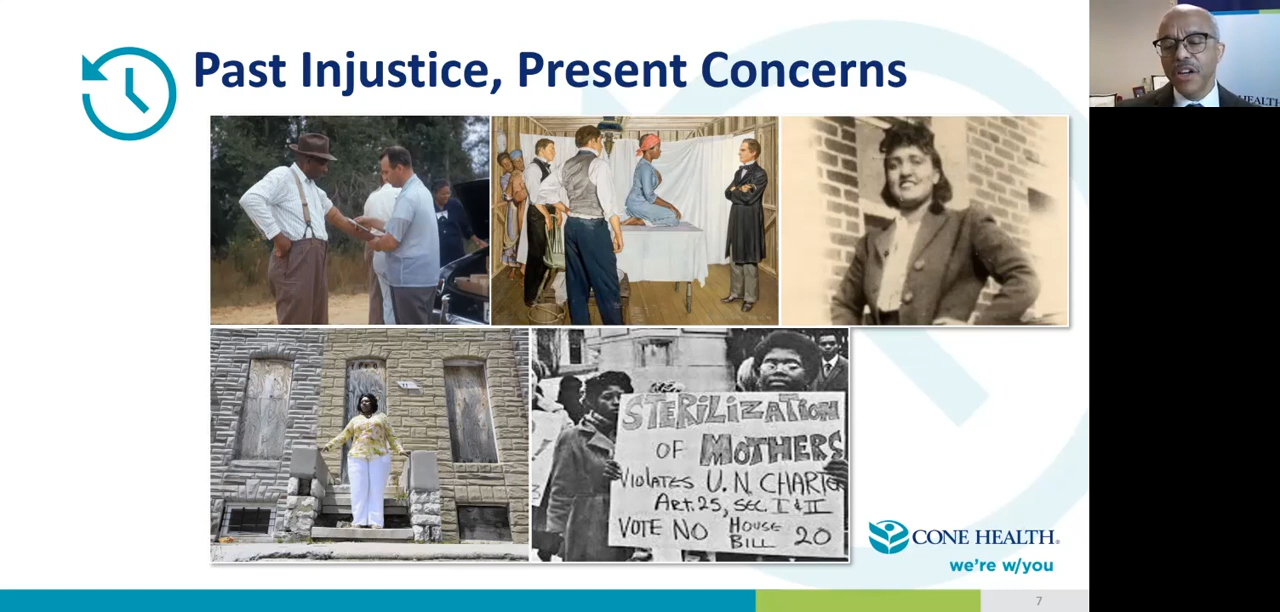 Past Injustice, Present Concerns
STERILIZATION
OF MOTHERS
VIOLATES U.N. CHARTE
Art. 25, SEC. I & II
VOTE NO HOUSE
BILL 20
CONE HEALTH®
we're w/you
7
HEALTH